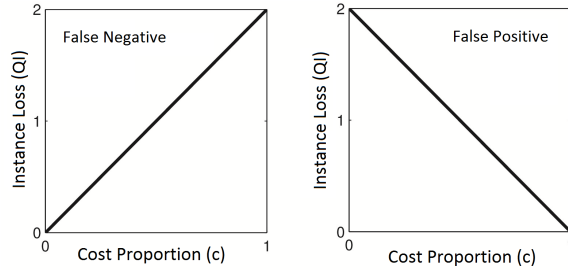 2
False Negative
Instance Loss (QI)
1
0
0
1
Cost Proportion (c)
2
False Positive
Instance Loss (QI)
1
0
0
1
Cost Proportion (c)